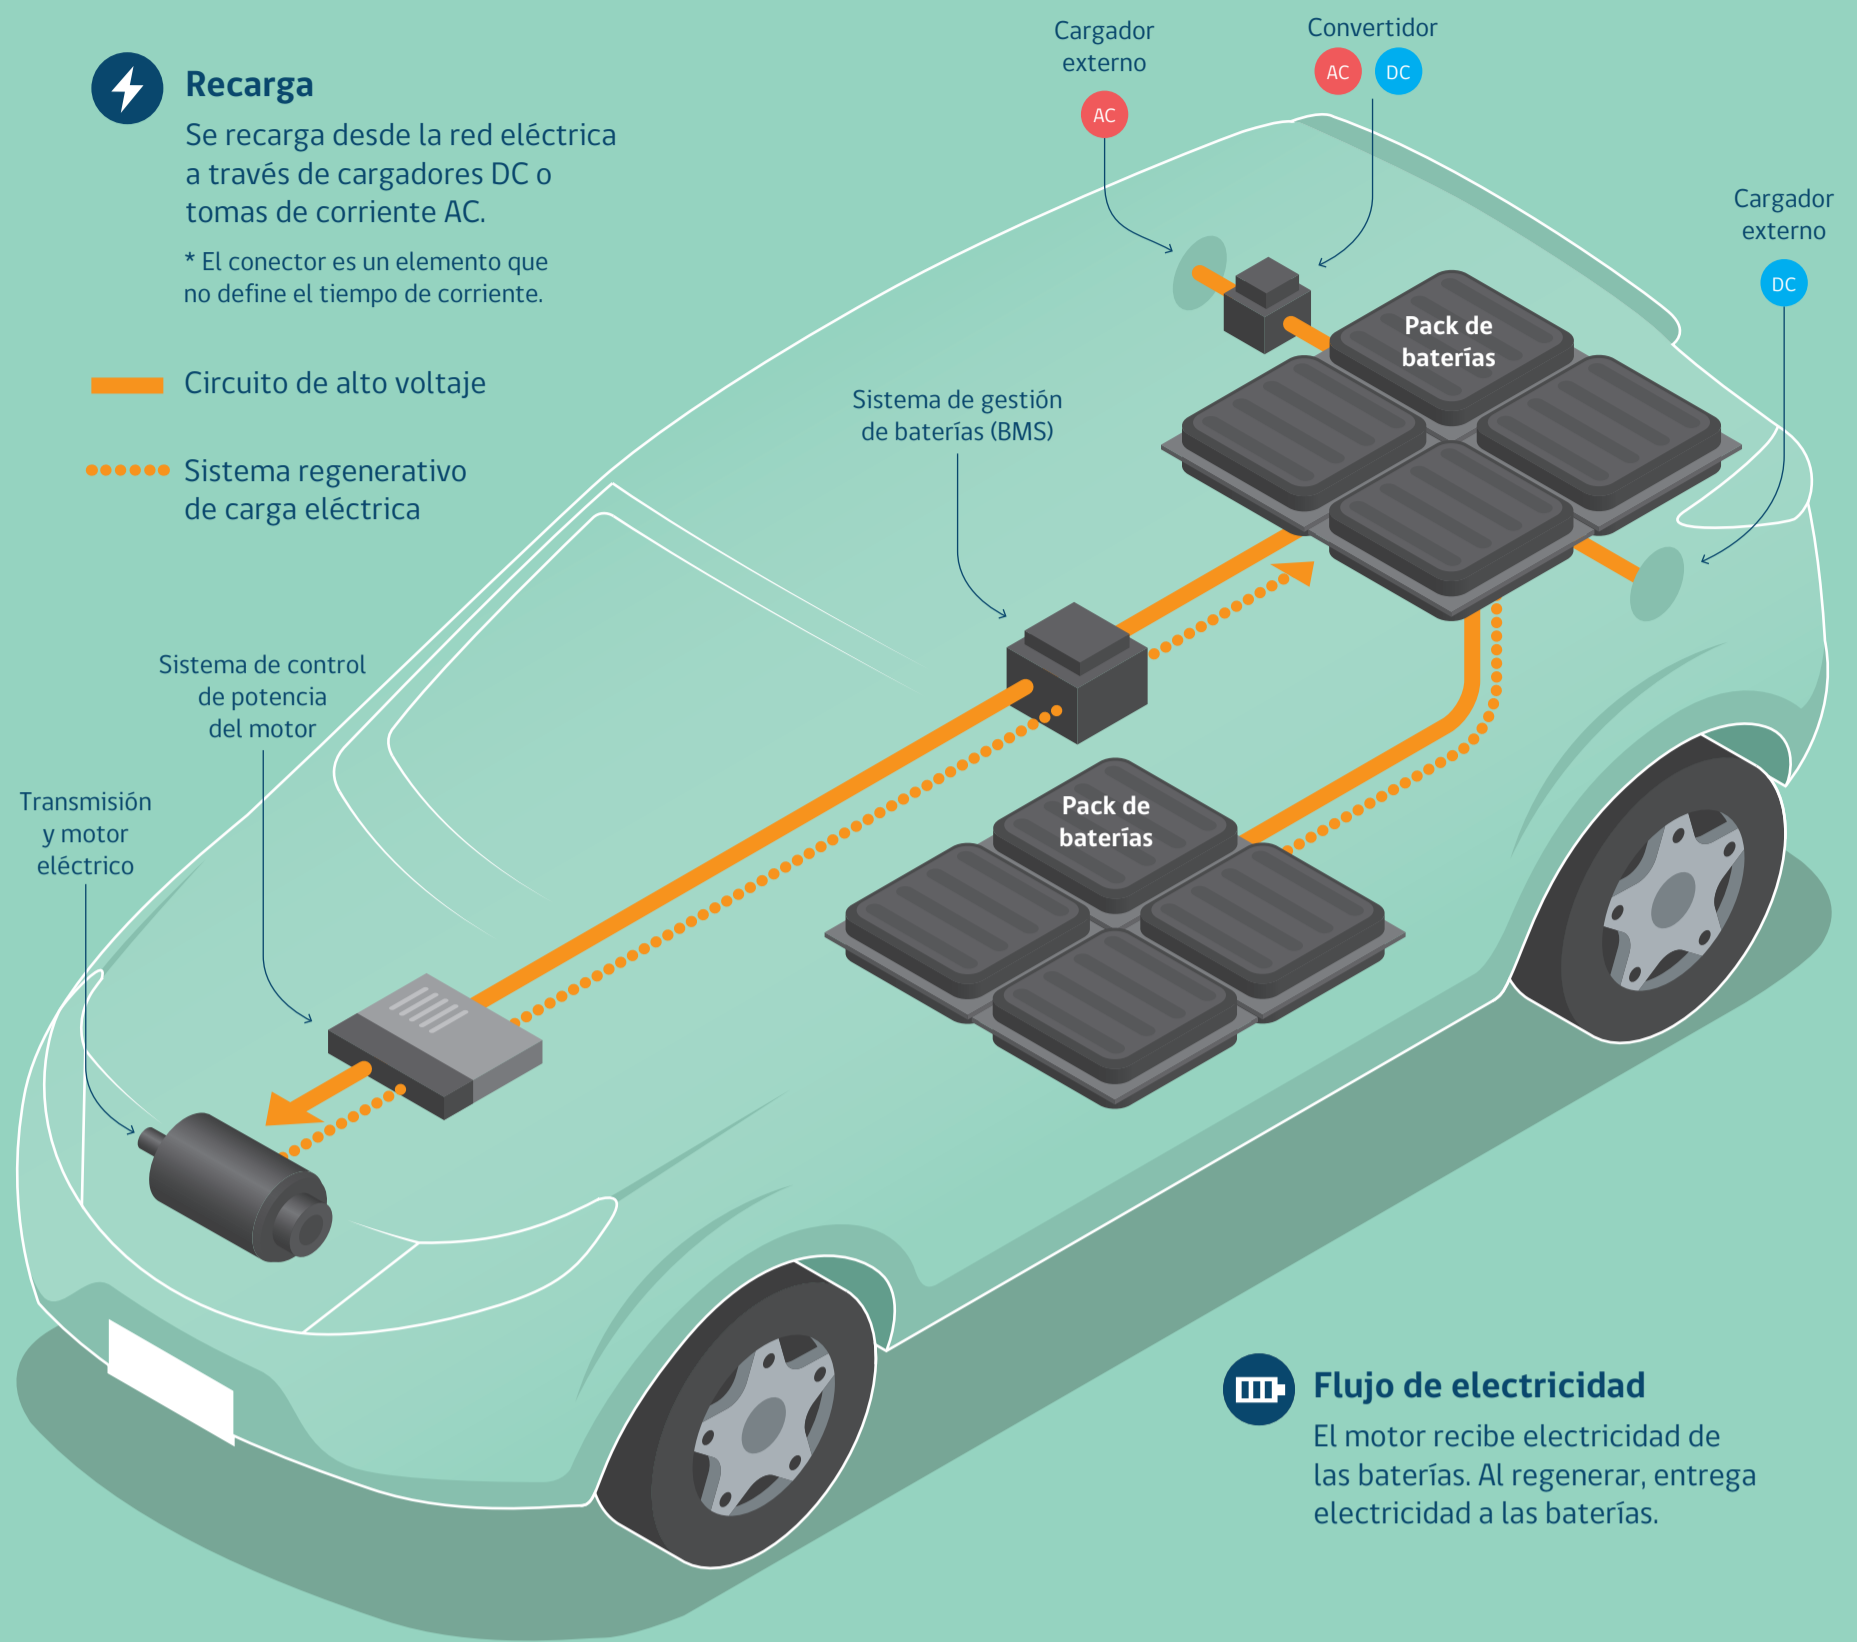 Recarga
Se recarga desde la red eléctrica
a través de cargadores DC o
tomas de corriente AC.
* El conector es un elemento que
no define el tiempo de corriente.
Circuito de alto voltaje
Sistema regenerativo
de carga eléctrica
Cargador
externo
AC
Convertidor
AC DC
Cargador
externo
DC
Pack de
baterías
Sistema de gestión
de baterías (BMS)
Sistema de control
de potencia
del motor
Transmisión
y motor
eléctrico
Pack de
baterías
Flujo de electricidad
El motor recibe electricidad de
las baterías. Al regenerar, entrega
electricidad a las baterías.